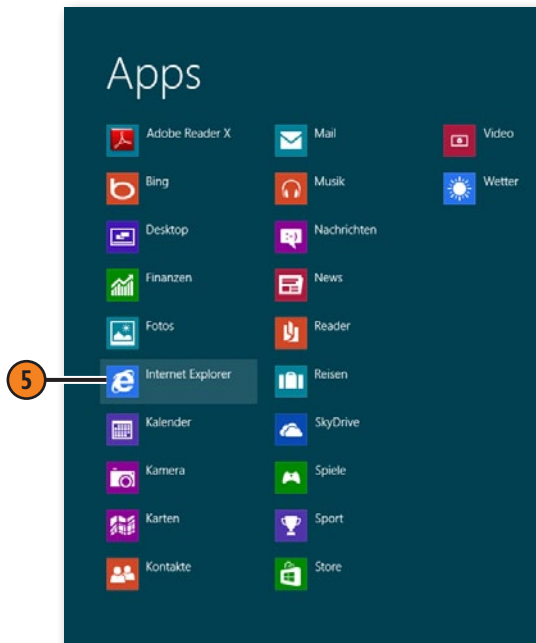 Apps
Adobe Reader X
Bing
Desktop
Finanzen
Fotos
5
Internet Explorer
Kalender
Kamera
Karten
Kontakte
Mail
Musik
Nachrichten
News
Reader
Reisen
SkyDrive
Spiele
Sport
Store
Video
Wetter